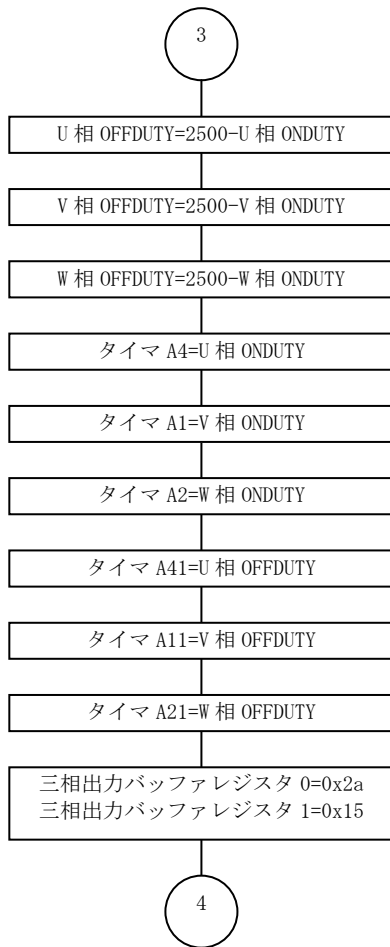 3
U 相 OFFDUTY=2500-U 相 ONDUTY
V 相 OFFDUTY=2500-V 相 ONDUTY
W 相 OFFDUTY=2500-W 相 ONDUTY
タイマ A4=U 相 ONDUTY
タイマ A1=V 相 ONDUTY
タイマ A2=W 相 ONDUTY
タイマ A41=U 相 OFFDUTY
タイマ A11=V 相 OFFDUTY
タイマ A21=W 相 OFFDUTY
三相出力バッファレジスタ 0=0x2a
三相出力バッファレジスタ 1=0x15
4